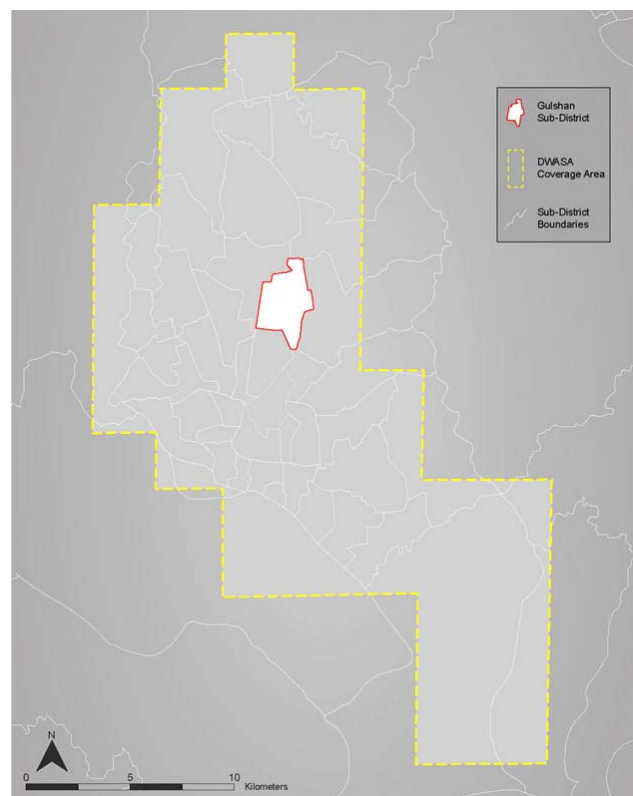 Gulshan
Sub-District
DWASA
Coverage Area
Sub-District
Boundaries
N
0 5 10
Kilometers